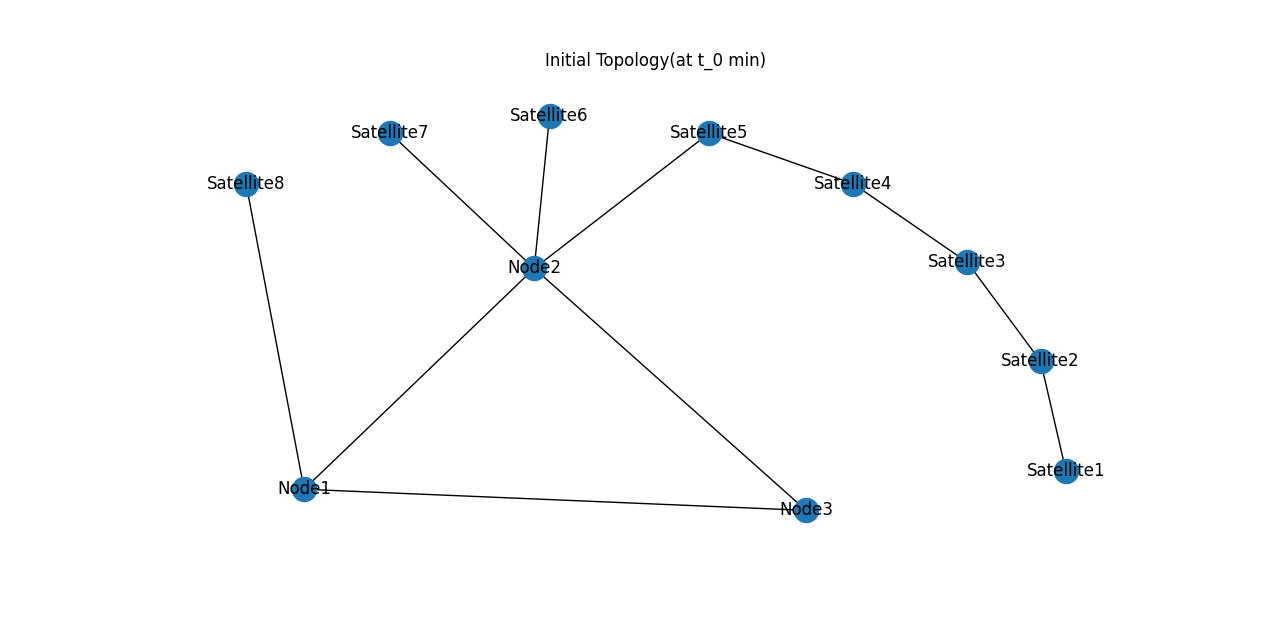 Initial Topology(at t_0 min)
Satellite6
Satellite7
Satellite5
Satellite8
Satellite4
Satellite3
Node2
Satellite2
Satellite1
Node1
Node3